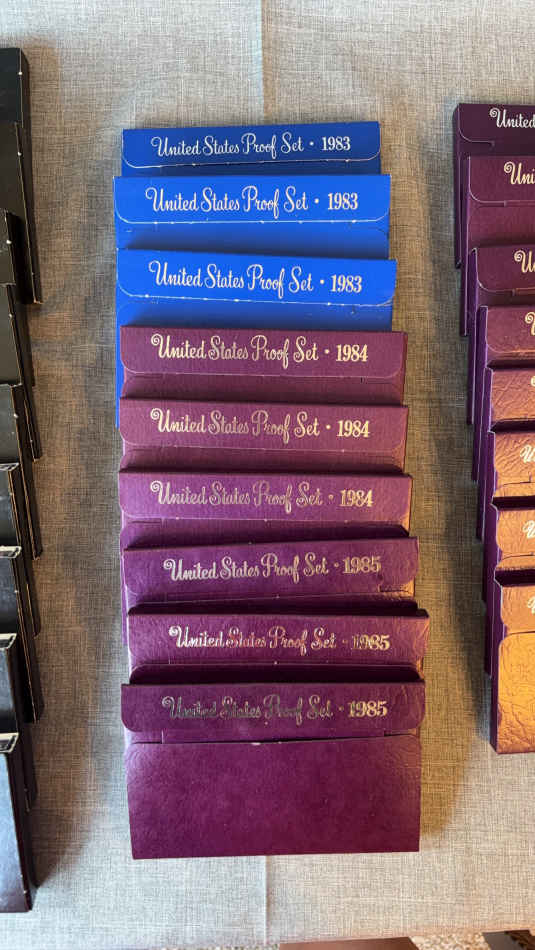 United States Proof Set · 1983
United States Proof Set · 1983
United States Proof Set · 1983
United States Proof Set · 1984
United States Proof Set · 1984
United States Proof Set · 1984
United States Proof Set · 1985
United States Proof Set · 1985
United States Proof Set · 1985
United